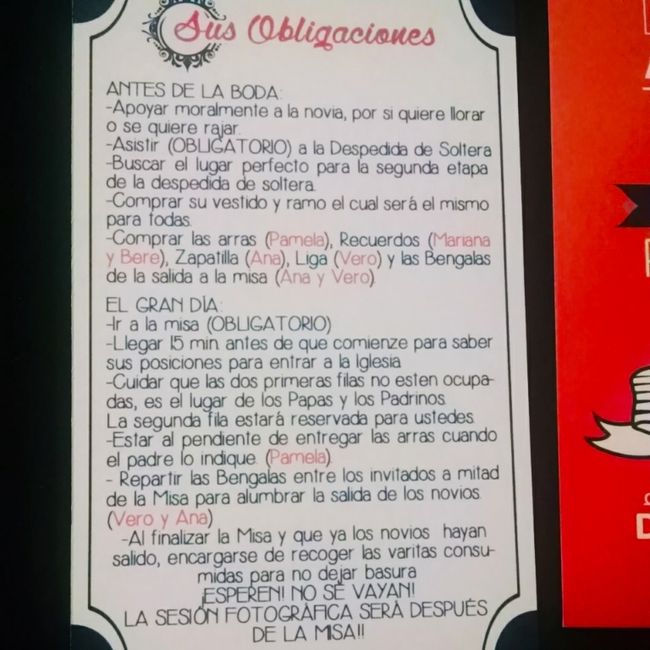 Sus Obligaciones
ANTES DE LA BODA:
-Apoyar moralmente a la novia, por si quiere llorar
o se quiere rajar.
-Asistir (OBLIGATORIO) a la Despedida de Soltera
-Buscar el lugar perfecto para la segunda etapa
de la despedida de soltera.
-Comprar su vestido y ramo el cual será el mismo
para todas.
-Comprar las arras (Pamela), Recuerdos (Mariana
y Bere), Zapatilla (Ana), Liga (Vero) y las Bengalas
de la salida a la misa (Ana y Vero).
EL GRAN DÍA:
-Ir a la misa (OBLIGATORIO)
-Llegar 15 min. antes de que comienze para saber
sus posiciones para entrar a la Iglesia
-Cuidar que las dos primeras filas no esten ocupa-
das, es el lugar de los Papas y los Padrinos.
La segunda fila estará reservada para ustedes.
-Estar al pendiente de entregar las arras cuando
el padre lo indique. (Pamela).
- Repartir las Bengalas entre los invitados a mitad
de la Misa para alumbrar la salida de los novios.
(Vero y Ana)
-Al finalizar la Misa y que ya los novios hayan
salido, encargarse de recoger las varitas consu-
midas para no dejar basura
¡ESPEREN! NO SE VAYAN!
LA SESIÓN FOTOGRÀFICA SERÀ DESPUÉS
DE LA MISA!!